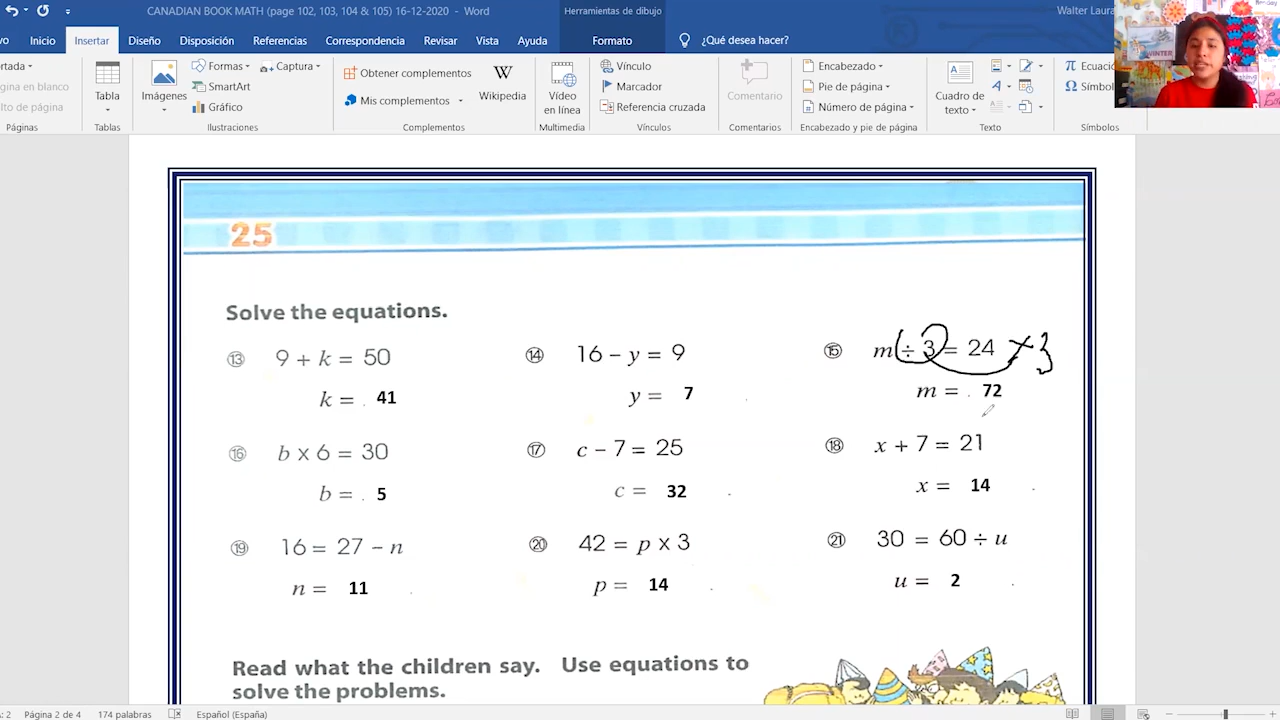 CANADIAN BOOK MATH (page 102, 103, 104 & 105) 16-12-2020 - Word
Herramientas de dibujo
Walter Laura
Inicio Insertar Diseño Disposición Referencias Correspondencia Revisar Vista Ayuda Formato ¿Qué desea hacer?
Tabla
Imágenes
Formas
SmartArt
Gráfico
Captura
Obtener complementos
Mis complementos
Wikipedia
Vídeo en línea
Vínculo
Marcador
Referencia cruzada
Comentario
Encabezado
Pie de página
Número de página
Cuadro de texto
Símbolo
Páginas Tablas Ilustraciones Complementos Multimedia Vínculos Comentarios Encabezado y pie de página Texto Símbolos
25
Solve the equations.
⑬ 9 + k = 50
k = 41
⑭ 16 − y = 9
y = 7
⑮ m ÷ 3 = 24 × 3
m = 72
⑯ b × 6 = 30
b = 5
⑰ c − 7 = 25
c = 32
⑱ x + 7 = 21
x = 14
⑲ 16 = 27 − n
n = 11
⑳ 42 = p × 3
p = 14
㉑ 30 = 60 ÷ u
u = 2
Read what the children say. Use equations to
solve the problems.
Página 2 de 4 174 palabras Español (España)